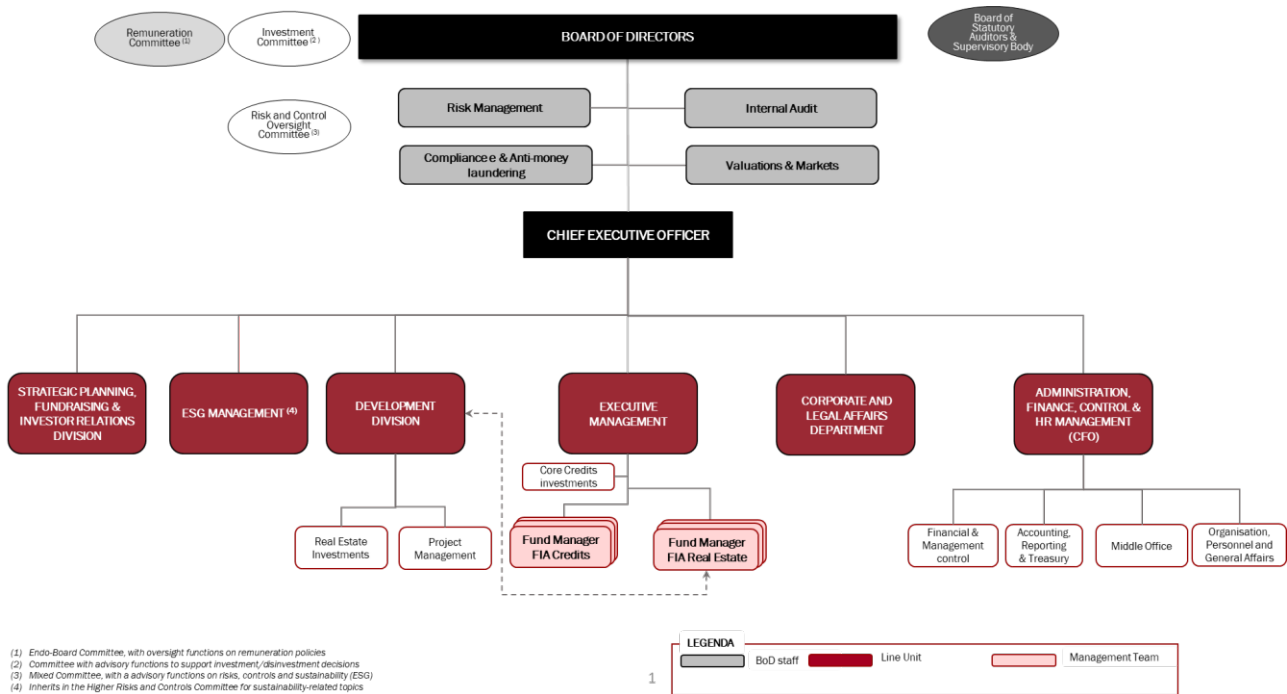 Remuneration
Committee (1)
Investment
Committee (2)
BOARD OF DIRECTORS
Board of
Statutory
Auditors &
Supervisory Body
Risk and Control
Oversight
Committee (3)
Risk Management
Internal Audit
Compliance e & Anti-money
laundering
Valuations & Markets
CHIEF EXECUTIVE OFFICER
STRATEGIC PLANNING,
FUNDRAISING &
INVESTOR RELATIONS
DIVISION
ESG MANAGEMENT (4)
DEVELOPMENT
DIVISION
EXECUTIVE
MANAGEMENT
CORPORATE AND
LEGAL AFFAIRS
DEPARTMENT
ADMINISTRATION,
FINANCE, CONTROL &
HR MANAGEMENT
(CFO)
Core Credits
investments
Real Estate
Investments
Project
Management
Fund Manager
FIA Credits
Fund Manager
FIA Real Estate
Financial &
Management
control
Accounting,
Reporting
& Treasury
Middle Office
Organisation,
Personnel and
General Affairs
(1) Endo-Board Committee, with oversight functions on remuneration policies
(2) Committee with advisory functions to support investment/disinvestment decisions
(3) Mixed Committee, with a advisory functions on risks, controls and sustainability (ESG)
(4) Inherits in the Higher Risks and Controls Committee for sustainability-related topics
1
LEGENDA
BoD staff
Line Unit
Management Team